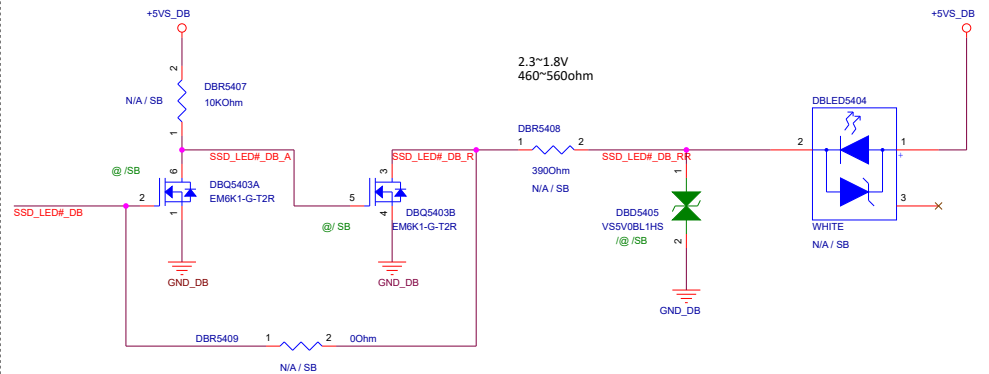 +5VS_DB
+5VS_DB
2.3~1.8V
460~560ohm
2
DBR5407
N/A / SB
10KOhm
1
DBLED5404
DBR5408
1
2
2
1
+
SSD_LED#_DB_A
SSD_LED#_DB_R
SSD_LED#_DB_RR
390Ohm
N/A / SB
@ /SB
6
3
1
DBQ5403A
EM6K1-G-T2R
2
5
3
SSD_LED#_DB
1
4
DBQ5403B
EM6K1-G-T2R
@/ SB
DBD5405
VS5V0BL1HS
/@ /SB
2
WHITE
N/A / SB
GND_DB
GND_DB
GND_DB
DBR5409
1
2
0Ohm
N/A / SB